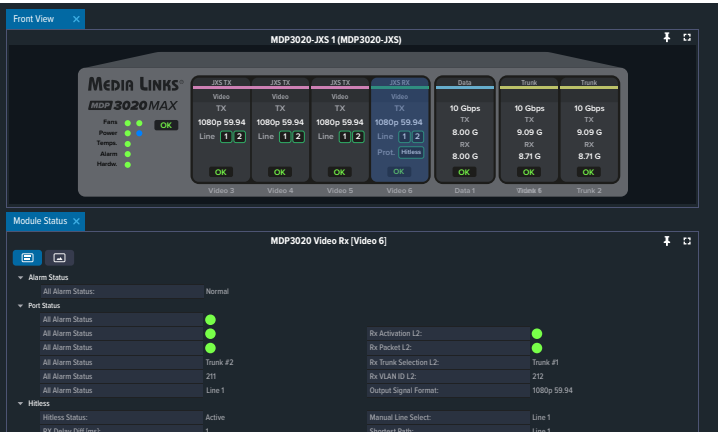 Front View ×
MDP3020-JXS 1 (MDP3020-JXS)
MEDIA LINKS®
MDP 3020 MAX
Fans
Power
Temps.
Alarm
Hardw.
OK
JXS TX
Video
TX
1080p 59.94
Line 1 2
OK
Video 3
JXS TX
Video
TX
1080p 59.94
Line 1 2
OK
Video 4
JXS TX
Video
TX
1080p 59.94
Line 1 2
OK
Video 5
JXS RX
Video
TX
1080p 59.94
Line 1 2
Prot. Hitless
OK
Video 6
Data
10 Gbps
TX
8.00 G
RX
8.00 G
OK
Data 1
Trunk
10 Gbps
TX
9.09 G
RX
8.71 G
OK
Trunk
10 Gbps
TX
9.09 G
RX
8.71 G
OK
Trunk 2
Module Status ×
MDP3020 Video Rx [Video 6]
Alarm Status
All Alarm Status: Normal
Port Status
All Alarm Status
All Alarm Status Rx Activation L2:
All Alarm Status Rx Packet L2:
All Alarm Status Trunk #2 Rx Trunk Selection L2: Trunk #1
All Alarm Status 211 Rx VLAN ID L2: 212
All Alarm Status Line 1 Output Signal Format: 1080p 59.94
Hitless
Hitless Status: Active Manual Line Select: Line 1
RX Delay Diff [ms]: 1 Shortest Path: Line 1